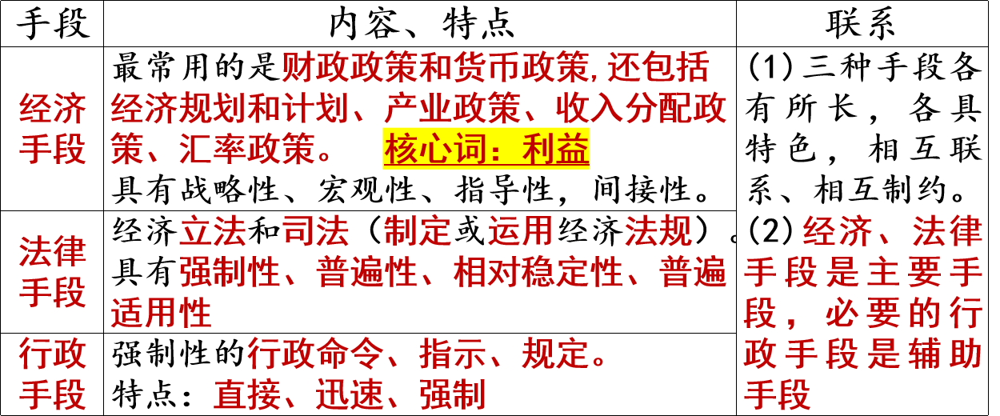 手段
内容、特点
联系
经济
手段
最常用的是财政政策和货币政策,还包括
经济规划和计划、产业政策、收入分配政
策、汇率政策。 核心词：利益
具有战略性、宏观性、指导性，间接性。
法律
手段
经济立法和司法（制定或运用经济法规）。
具有强制性、普遍性、相对稳定性、普遍
适用性
行政
手段
强制性的行政命令、指示、规定。
特点：直接、迅速、强制
(1)三种手段各
有所长，各具
特色，相互联
系、相互制约。
(2)经济、法律
手段是主要手
段，必要的行
政手段是辅助
手段